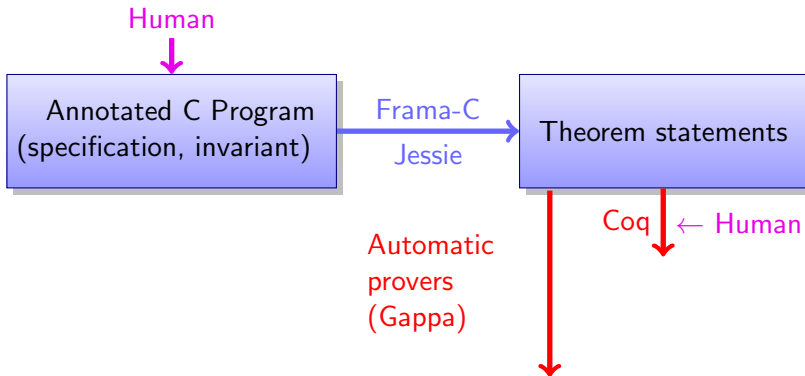 Human
Annotated C Program
(specification, invariant)
Frama-C
Jessie
Theorem statements
Coq ← Human
Automatic
provers
(Gappa)